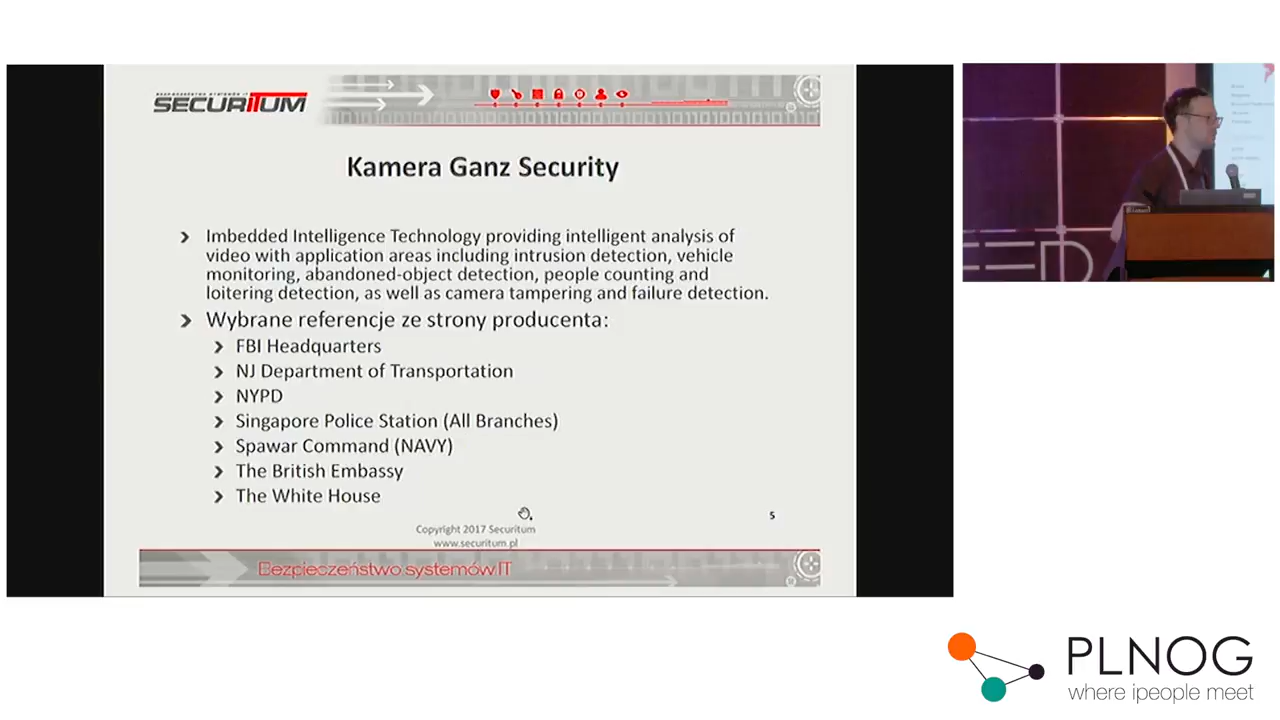 BEZPIECZEŃSTWO SYSTEMÓW IT
SECURITUM
Kamera Ganz Security
Imbedded Intelligence Technology providing intelligent analysis of
video with application areas including intrusion detection, vehicle
monitoring, abandoned-object detection, people counting and
loitering detection, as well as camera tampering and failure detection.
Wybrane referencje ze strony producenta:
FBI Headquarters
NJ Department of Transportation
NYPD
Singapore Police Station (All Branches)
Spawar Command (NAVY)
The British Embassy
The White House
5
Copyright 2017 Securitum
www.securitum.pl
Bezpieczeństwo systemów IT
PLNOG
where ipeople meet